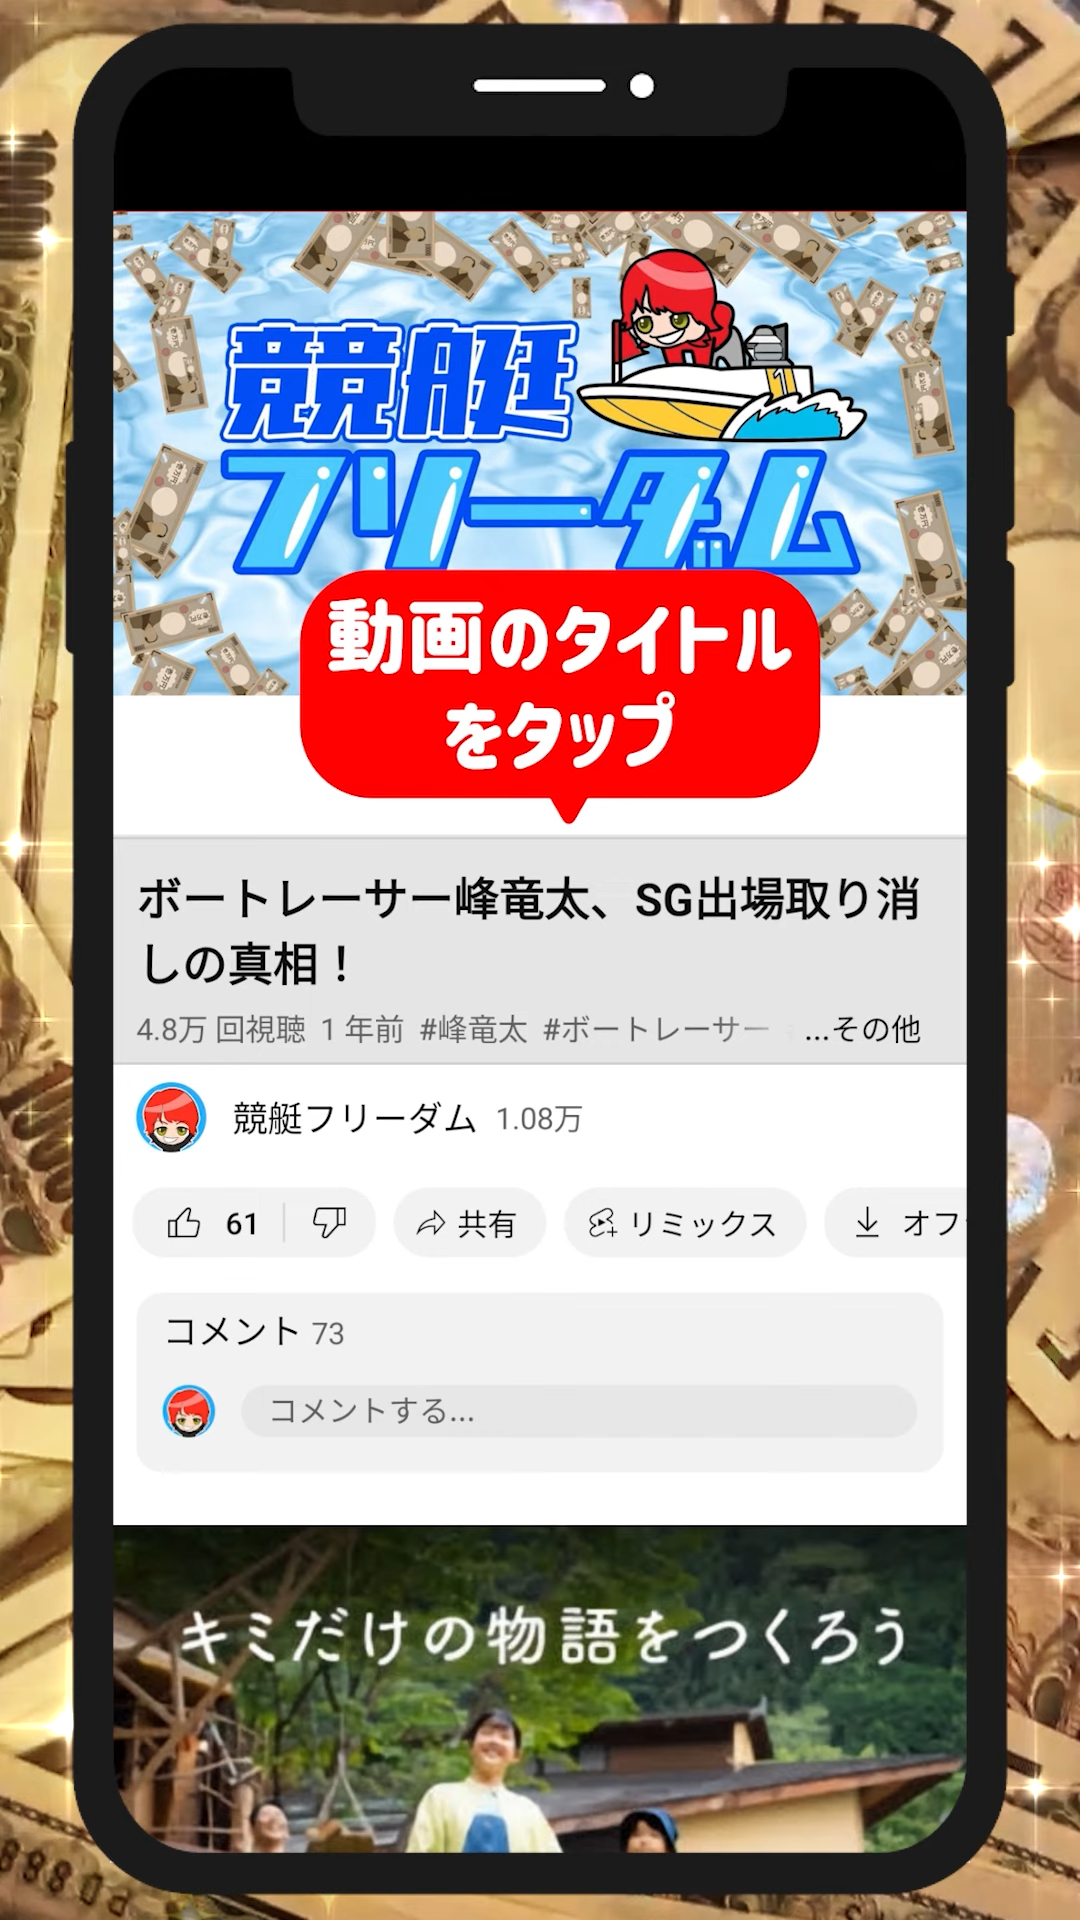 競艇
フリーダム
動画のタイトル
をタップ
ボートレーサー峰竜太、SG出場取り消
しの真相！
4.8万 回視聴 1 年前 #峰竜太 #ボートレーサー ...その他
競艇フリーダム 1.08万
61 共有 リミックス オフ
コメント 73
コメントする...
キミだけの物語をつくろう